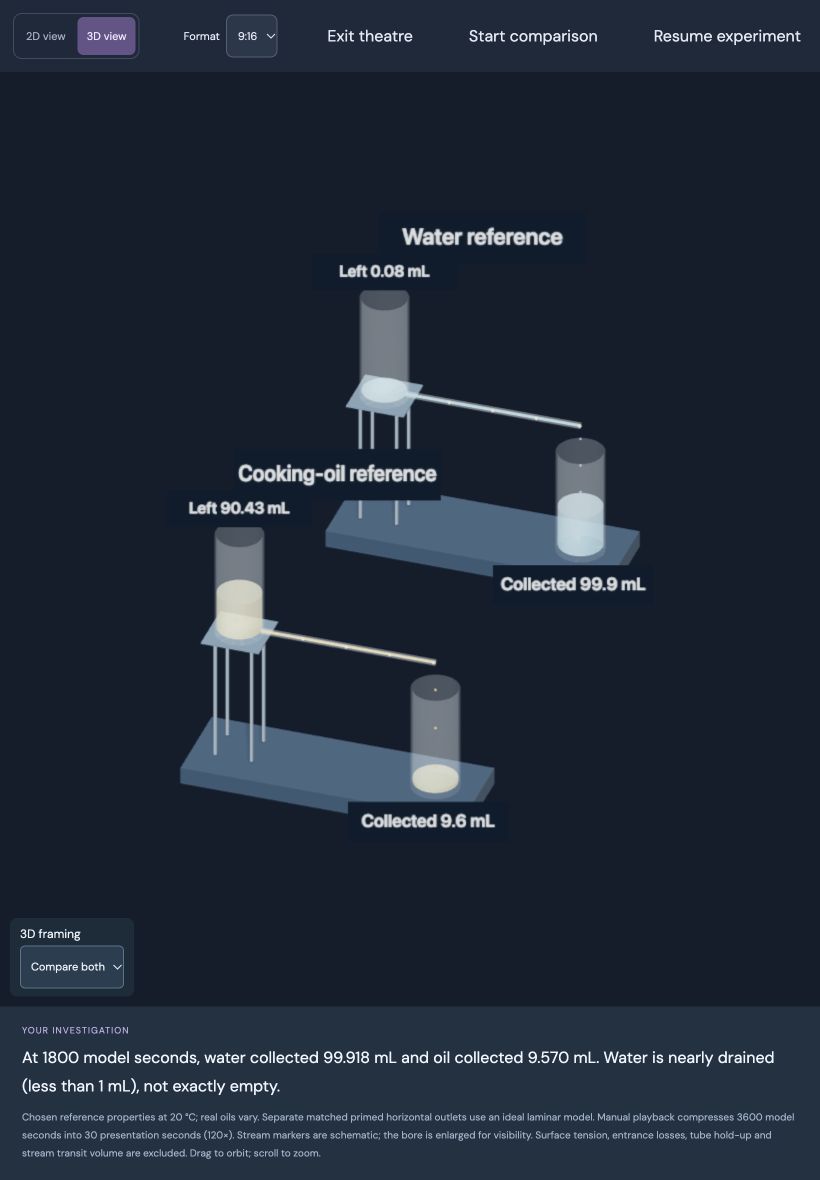 2D view
3D view
Format
9:16
Exit theatre
Start comparison
Resume experiment
Water reference
Left 0.08 mL
Cooking-oil reference
Left 90.43 mL
Collected 99.9 mL
Collected 9.6 mL
3D framing
Compare both
YOUR INVESTIGATION
At 1800 model seconds, water collected 99.918 mL and oil collected 9.570 mL. Water is nearly drained
(less than 1 mL), not exactly empty.
Chosen reference properties at 20 °C; real oils vary. Separate matched primed horizontal outlets use an ideal laminar model. Manual playback compresses 3600 model
seconds into 30 presentation seconds (120×). Stream markers are schematic; the bore is enlarged for visibility. Surface tension, entrance losses, tube hold-up and
stream transit volume are excluded. Drag to orbit; scroll to zoom.